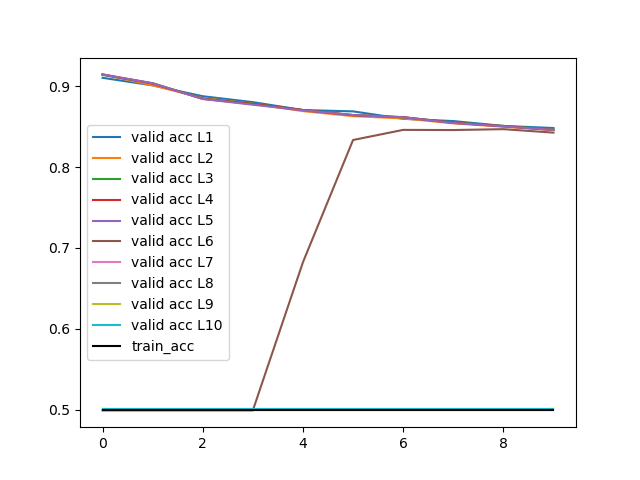 0.9
0.8
0.7
0.6
0.5
valid acc L1
valid acc L2
valid acc L3
valid acc L4
valid acc L5
valid acc L6
valid acc L7
valid acc L8
valid acc L9
valid acc L10
train_acc
0 2 4 6 8